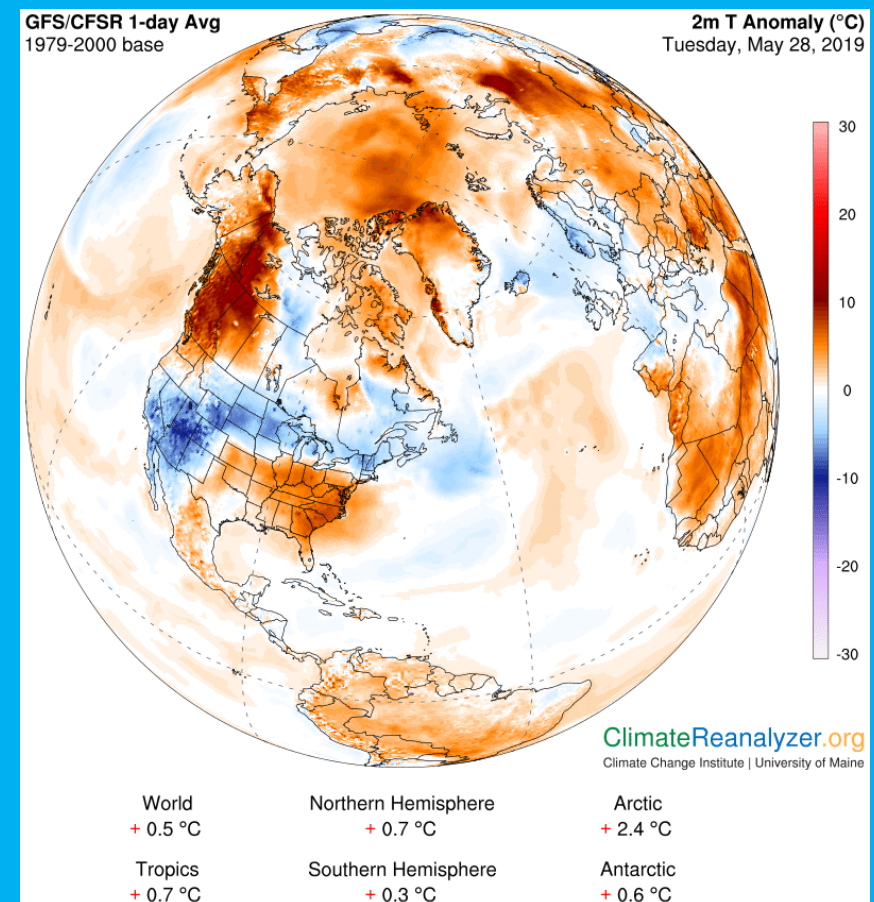 GFS/CFSR 1-day Avg
1979-2000 base
2m T Anomaly (°C)
Tuesday, May 28, 2019
30
20
10
0
-10
-20
-30
ClimateReanalyzer.org
Climate Change Institute | University of Maine
World
+ 0.5 °C
Northern Hemisphere
+ 0.7 °C
Arctic
+ 2.4 °C
Tropics
+ 0.7 °C
Southern Hemisphere
+ 0.3 °C
Antarctic
+ 0.6 °C